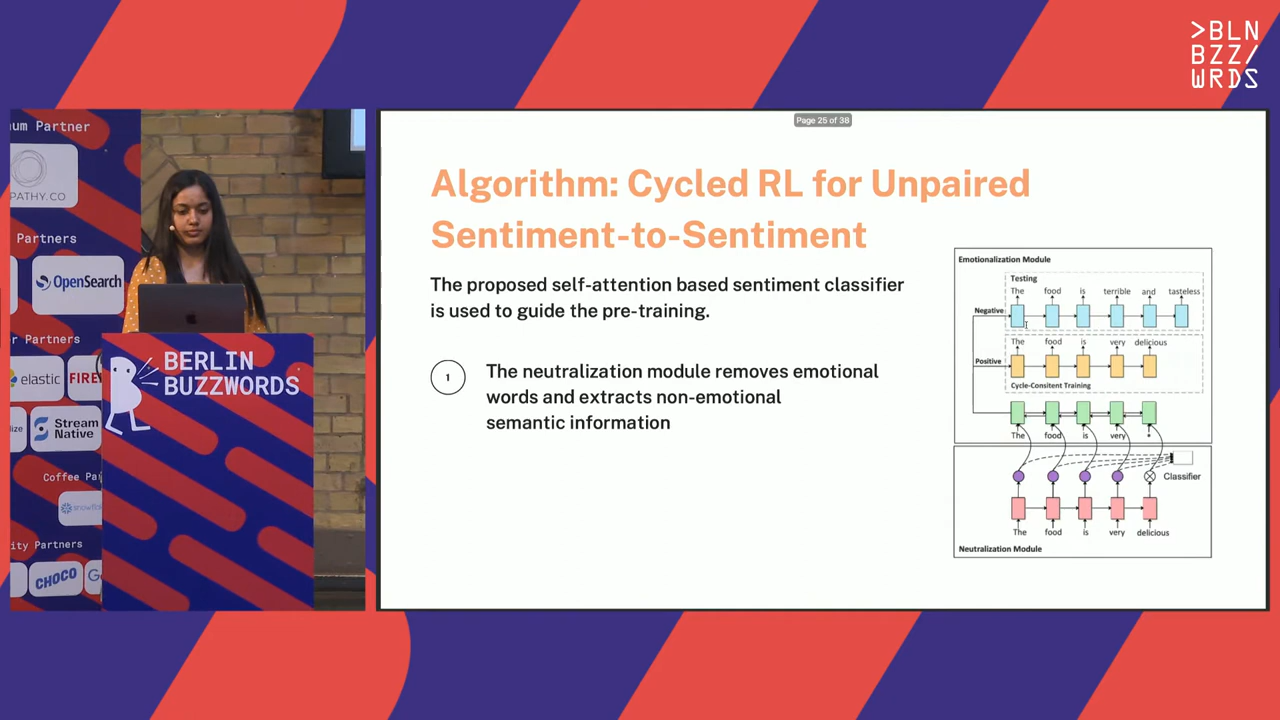 >BLN
BZZ/
WRDS
um Partner
PATHY.CO
Partners
OpenSearch
r Partners
elastic
FIRE
Stream
Native
Coffee Pa
snowfla
ity Partners
CHOCO
G
BERLIN
BUZZWORDS
Page 25 of 38
Algorithm: Cycled RL for Unpaired
Sentiment-to-Sentiment
The proposed self-attention based sentiment classifier
is used to guide the pre-training.
1
The neutralization module removes emotional
words and extracts non-emotional
semantic information
Emotionalization Module
Testing
The food is terrible and tasteless
Negative
The food is very delicious
Positive
Cycle-Consitent Training
The food is very *
Classifier
The food is very delicious
Neutralization Module